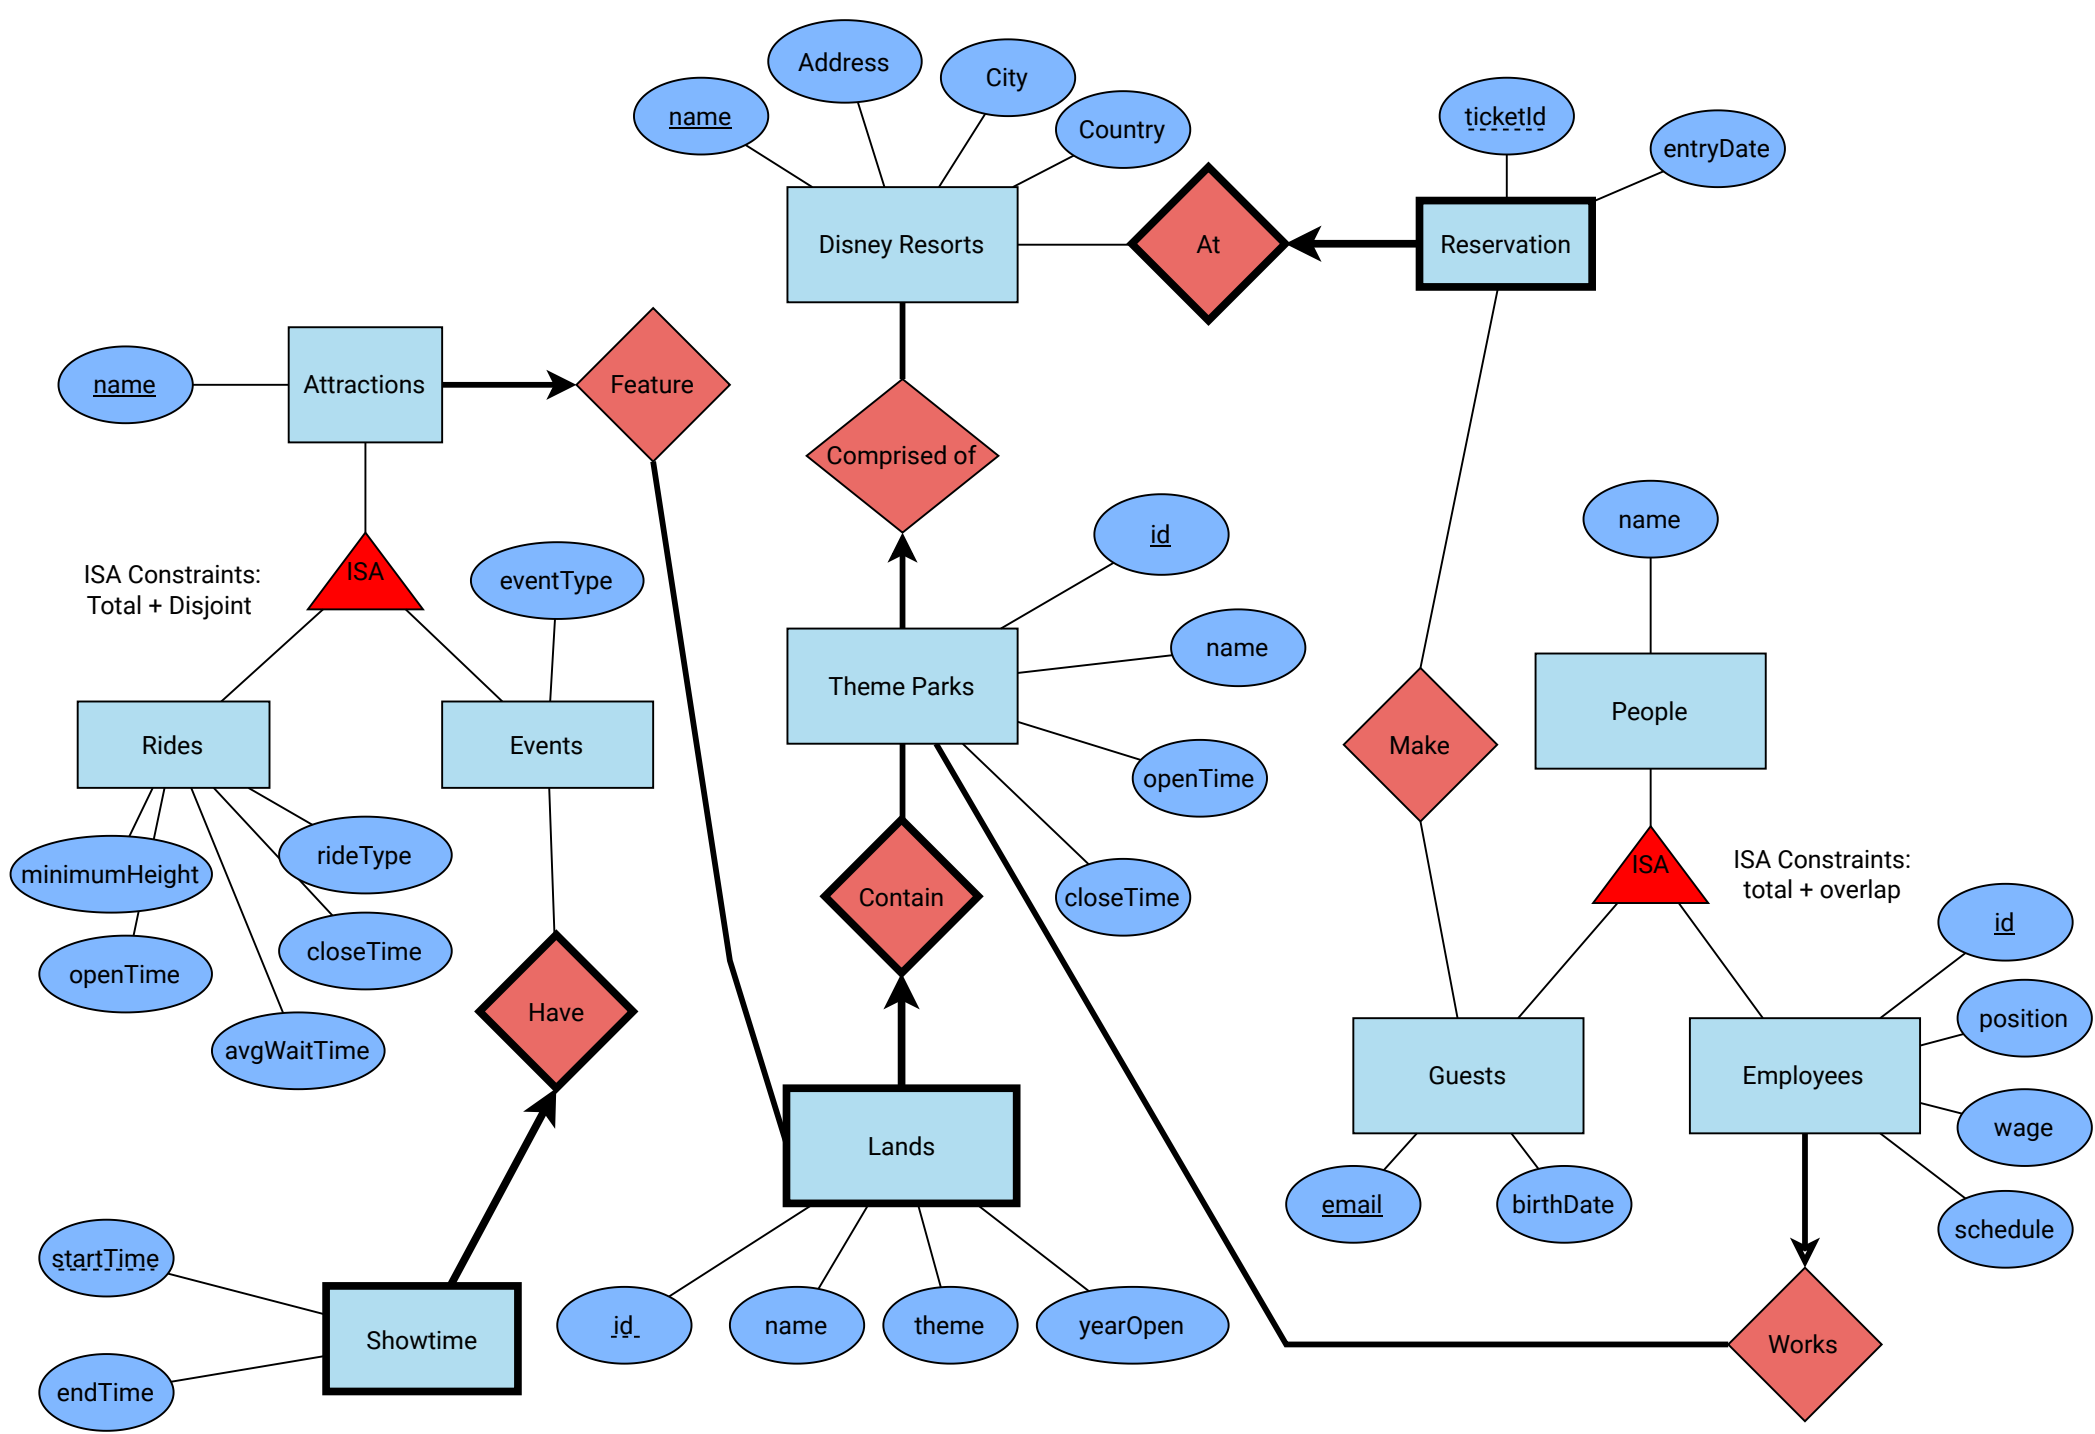 Address
City
name
Country
ticketId
entryDate
Disney Resorts
At
Reservation
name
Attractions
Feature
Comprised of
name
id
ISA Constraints:
Total + Disjoint
ISA
eventType
name
Theme Parks
People
Rides
Events
Make
openTime
minimumHeight
rideType
ISA
ISA Constraints:
total + overlap
Contain
closeTime
id
openTime
closeTime
Have
position
avgWaitTime
Guests
Employees
wage
Lands
email
birthDate
schedule
startTime
id
name
theme
yearOpen
Showtime
Works
endTime